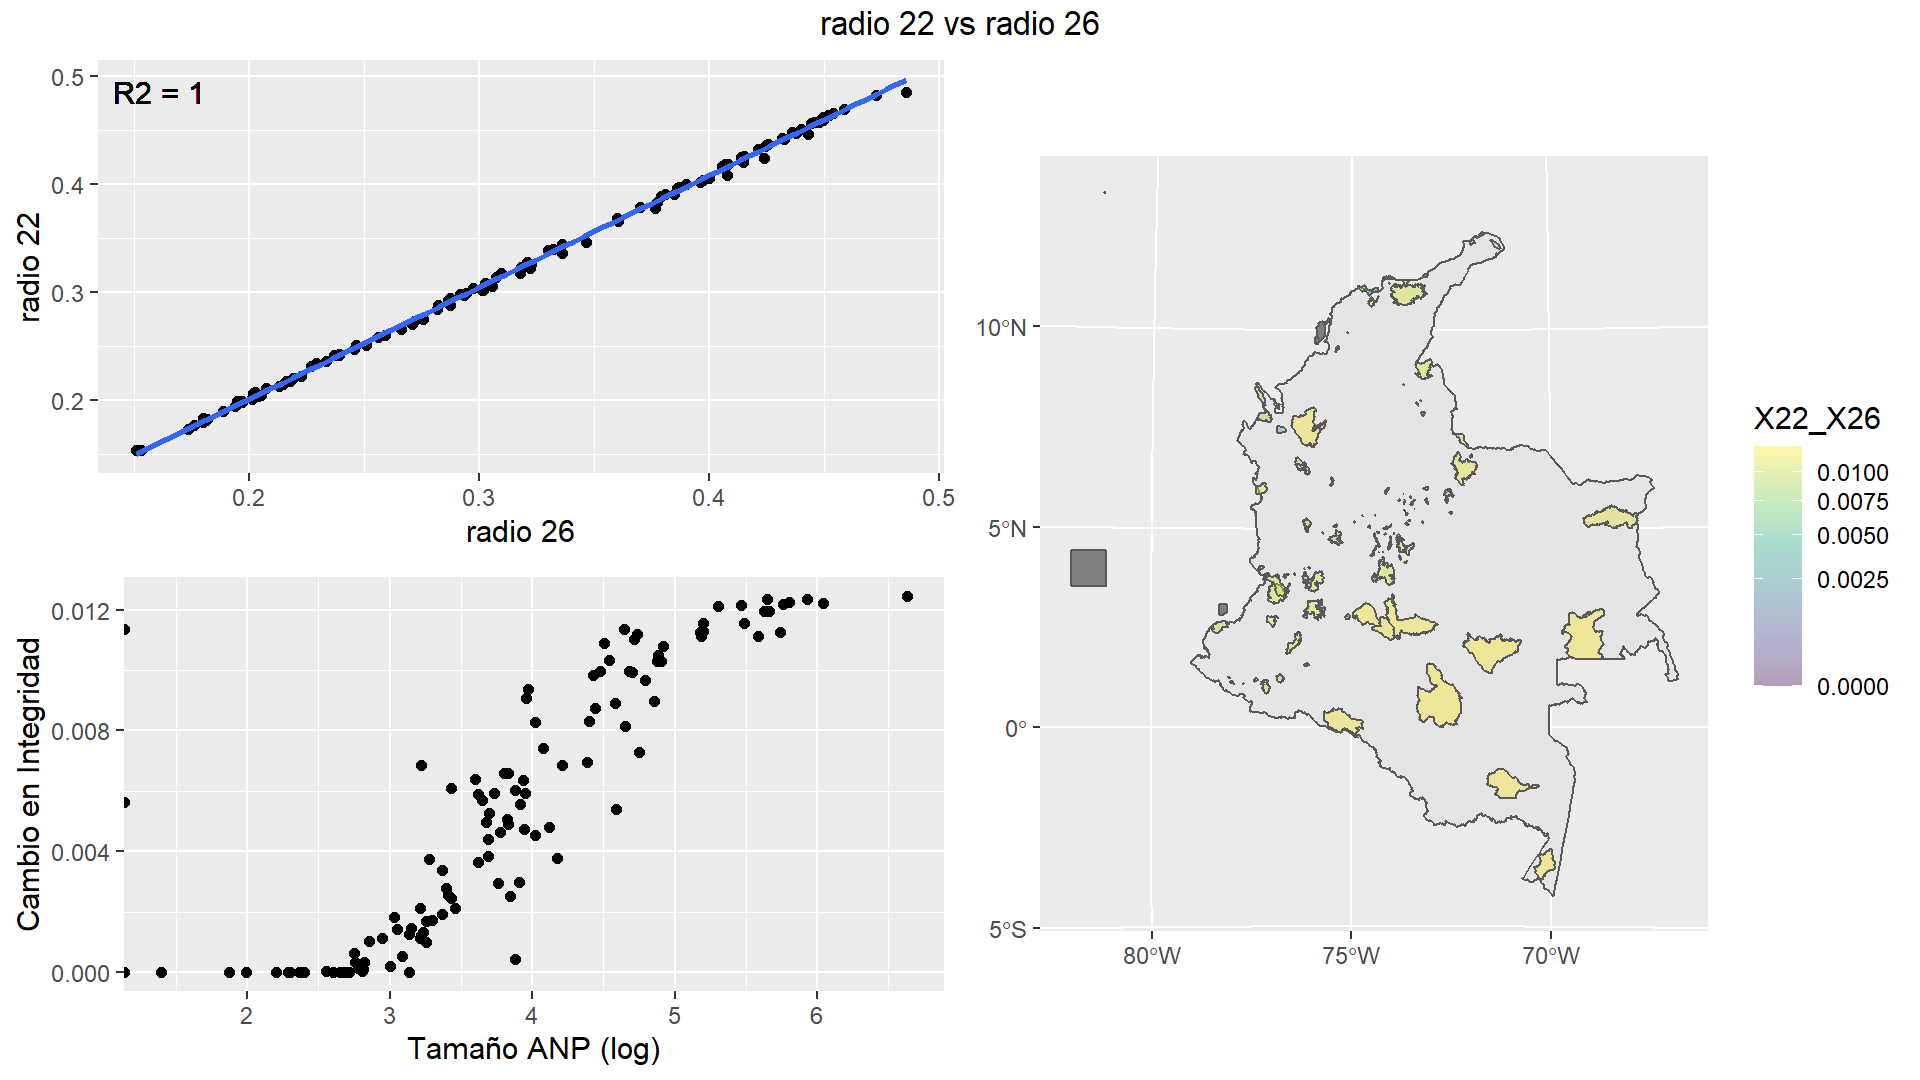 radio 22 vs radio 26
R2 = 1
0.5
0.4
0.3
0.2
radio 22
0.2
0.3
0.4
0.5
radio 26
0.012
0.008
0.004
0.000
Cambio en Integridad
2
3
4
5
6
Tamaño ANP (log)
10°N
5°N
0°
5°S
80°W
75°W
70°W
X22_X26
0.0100
0.0075
0.0050
0.0025
0.0000